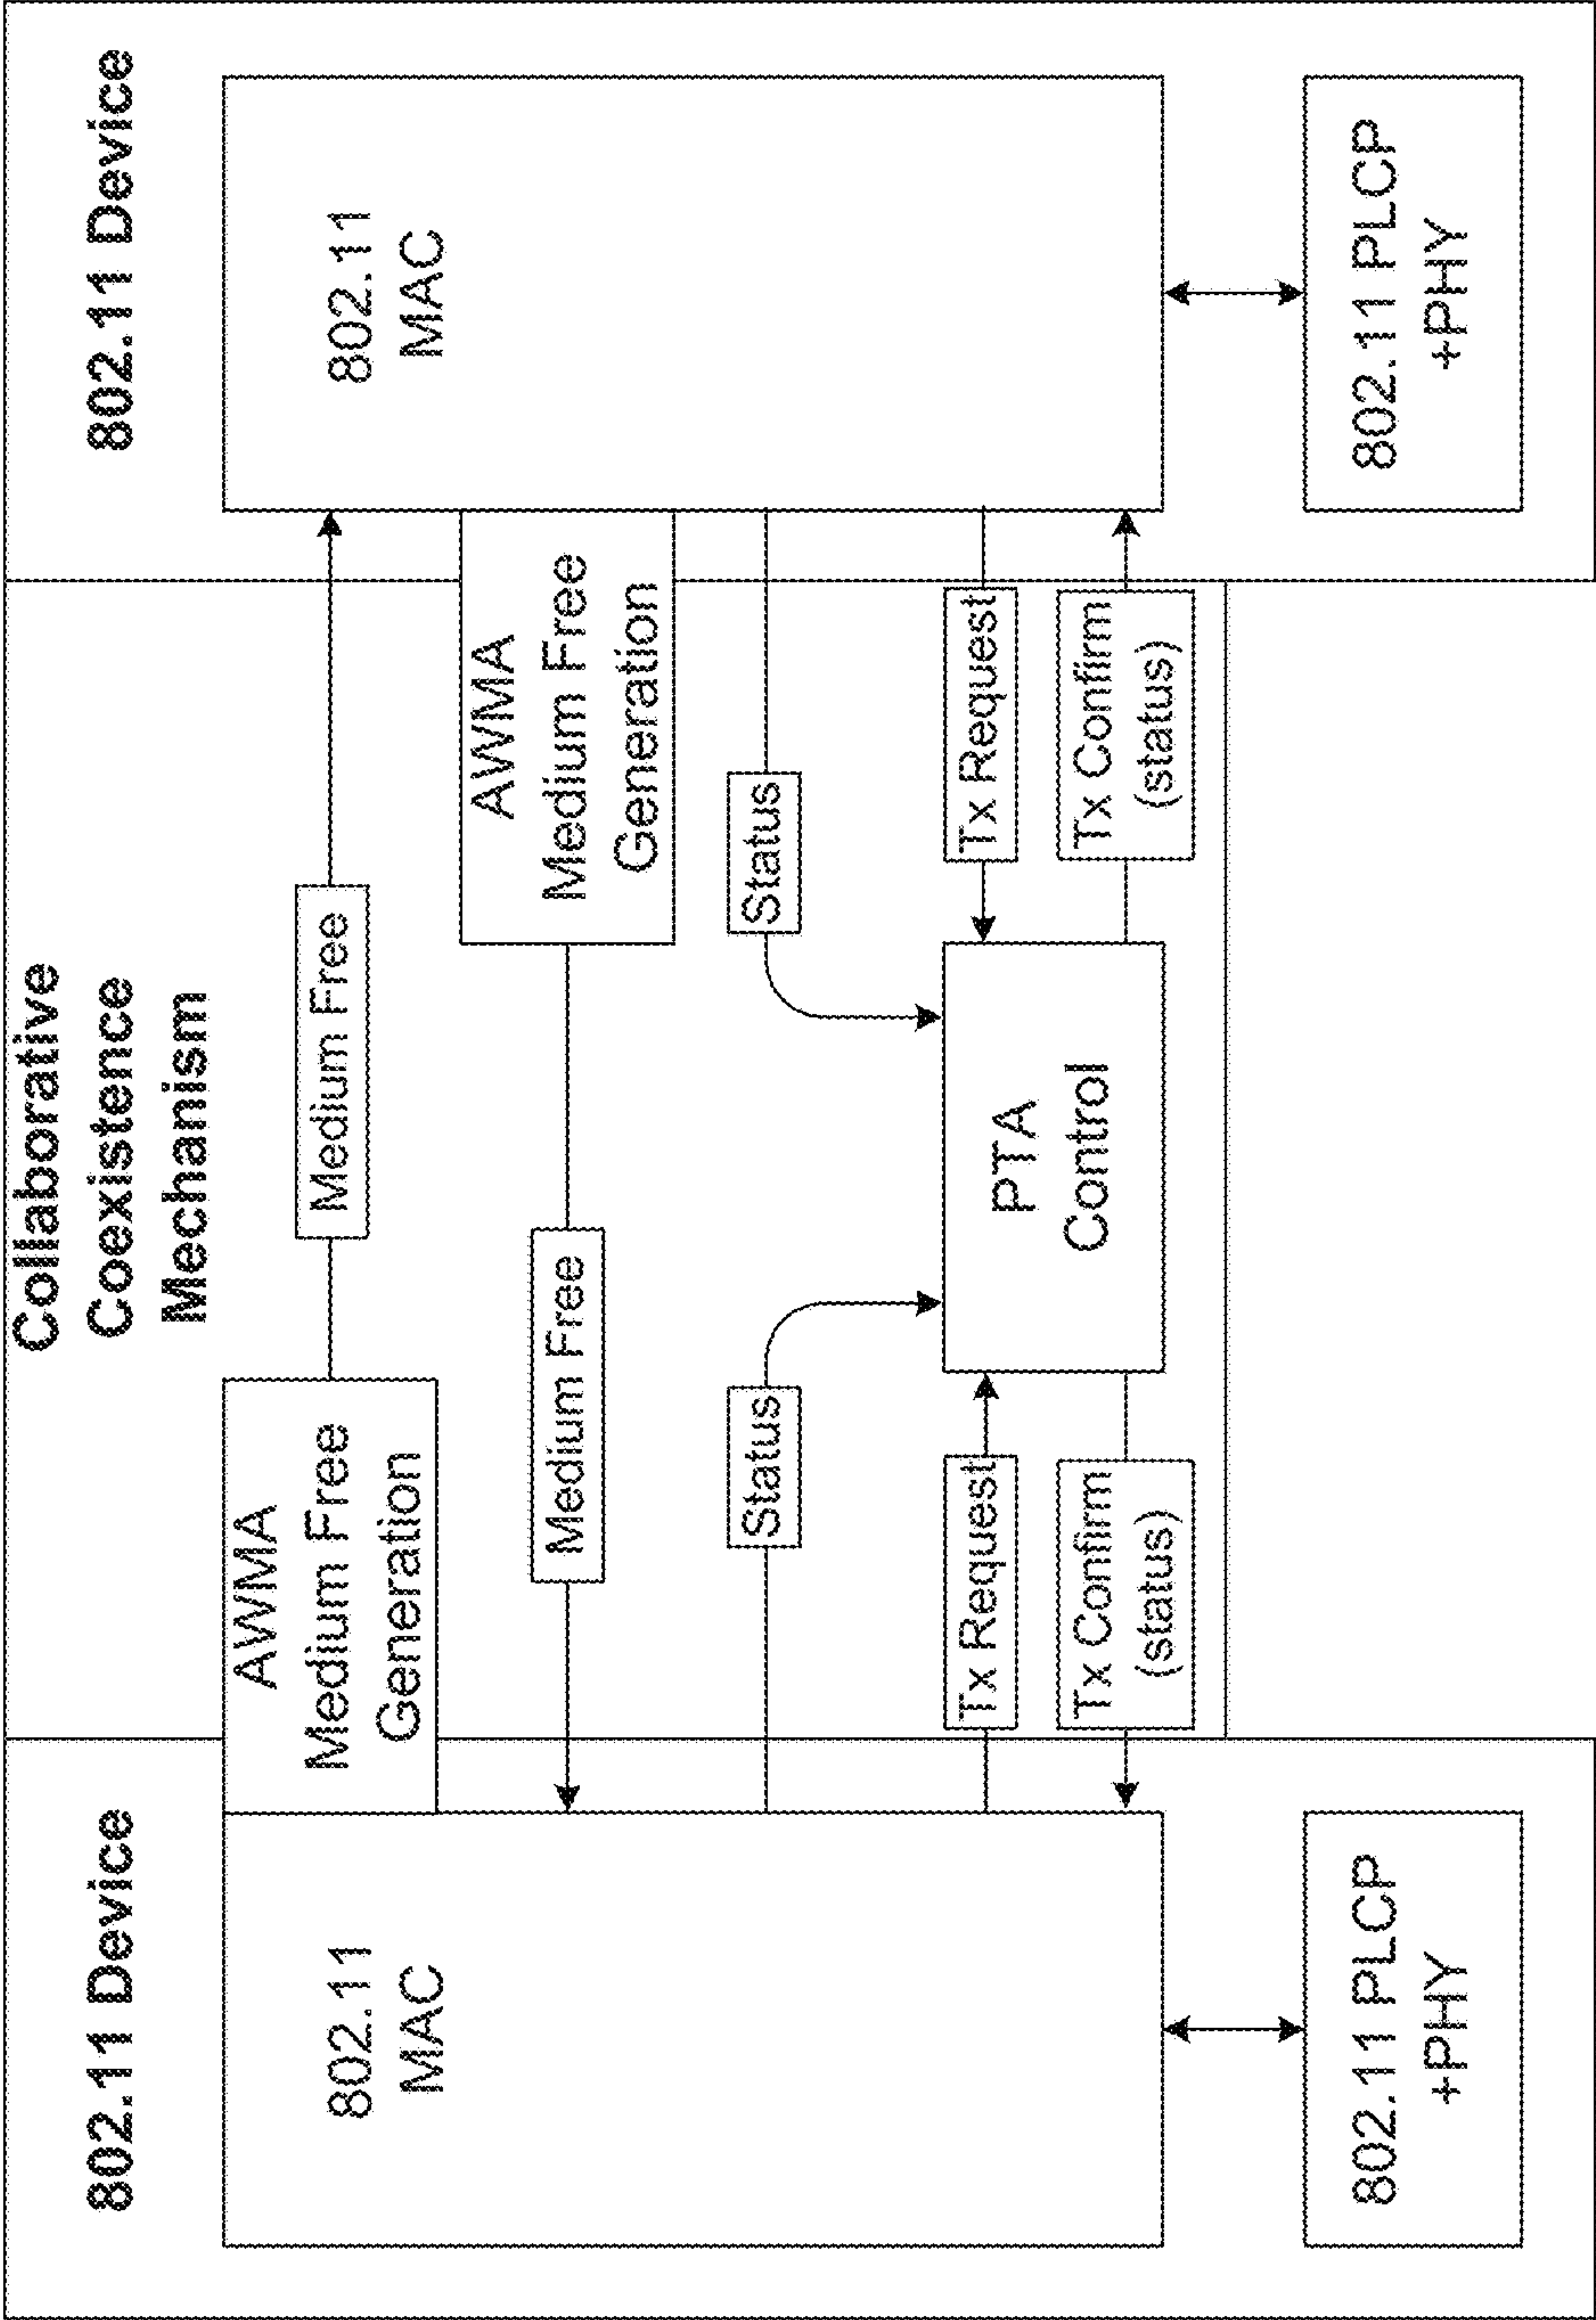 802.11 Device
Collaborative
Coexistence
Mechanism
802.11 Device
802.11
MAC
AWMA
Medium Free
Generation
Medium Free
802.11
MAC
Medium Free
AWMA
Medium Free
Generation
Status
Status
Tx Request
PTA
Control
Tx Request
Tx Confirm
(status)
Tx Confirm
(status)
802.11 PLCP
+PHY
802.11 PLCP
+PHY